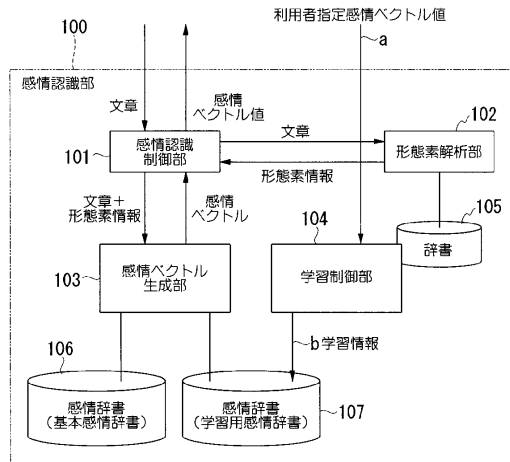 利用者指定感情ベクトル値
a
100
感情認識部
文章
感情
ベクトル値
101
感情認識
制御部
文章
形態素情報
102
形態素解析部
文章＋
形態素情報
感情
ベクトル
104
105
辞書
103
感情ベクトル
生成部
学習制御部
b学習情報
106
感情辞書
（基本感情辞書）
感情辞書
（学習用感情辞書）
107